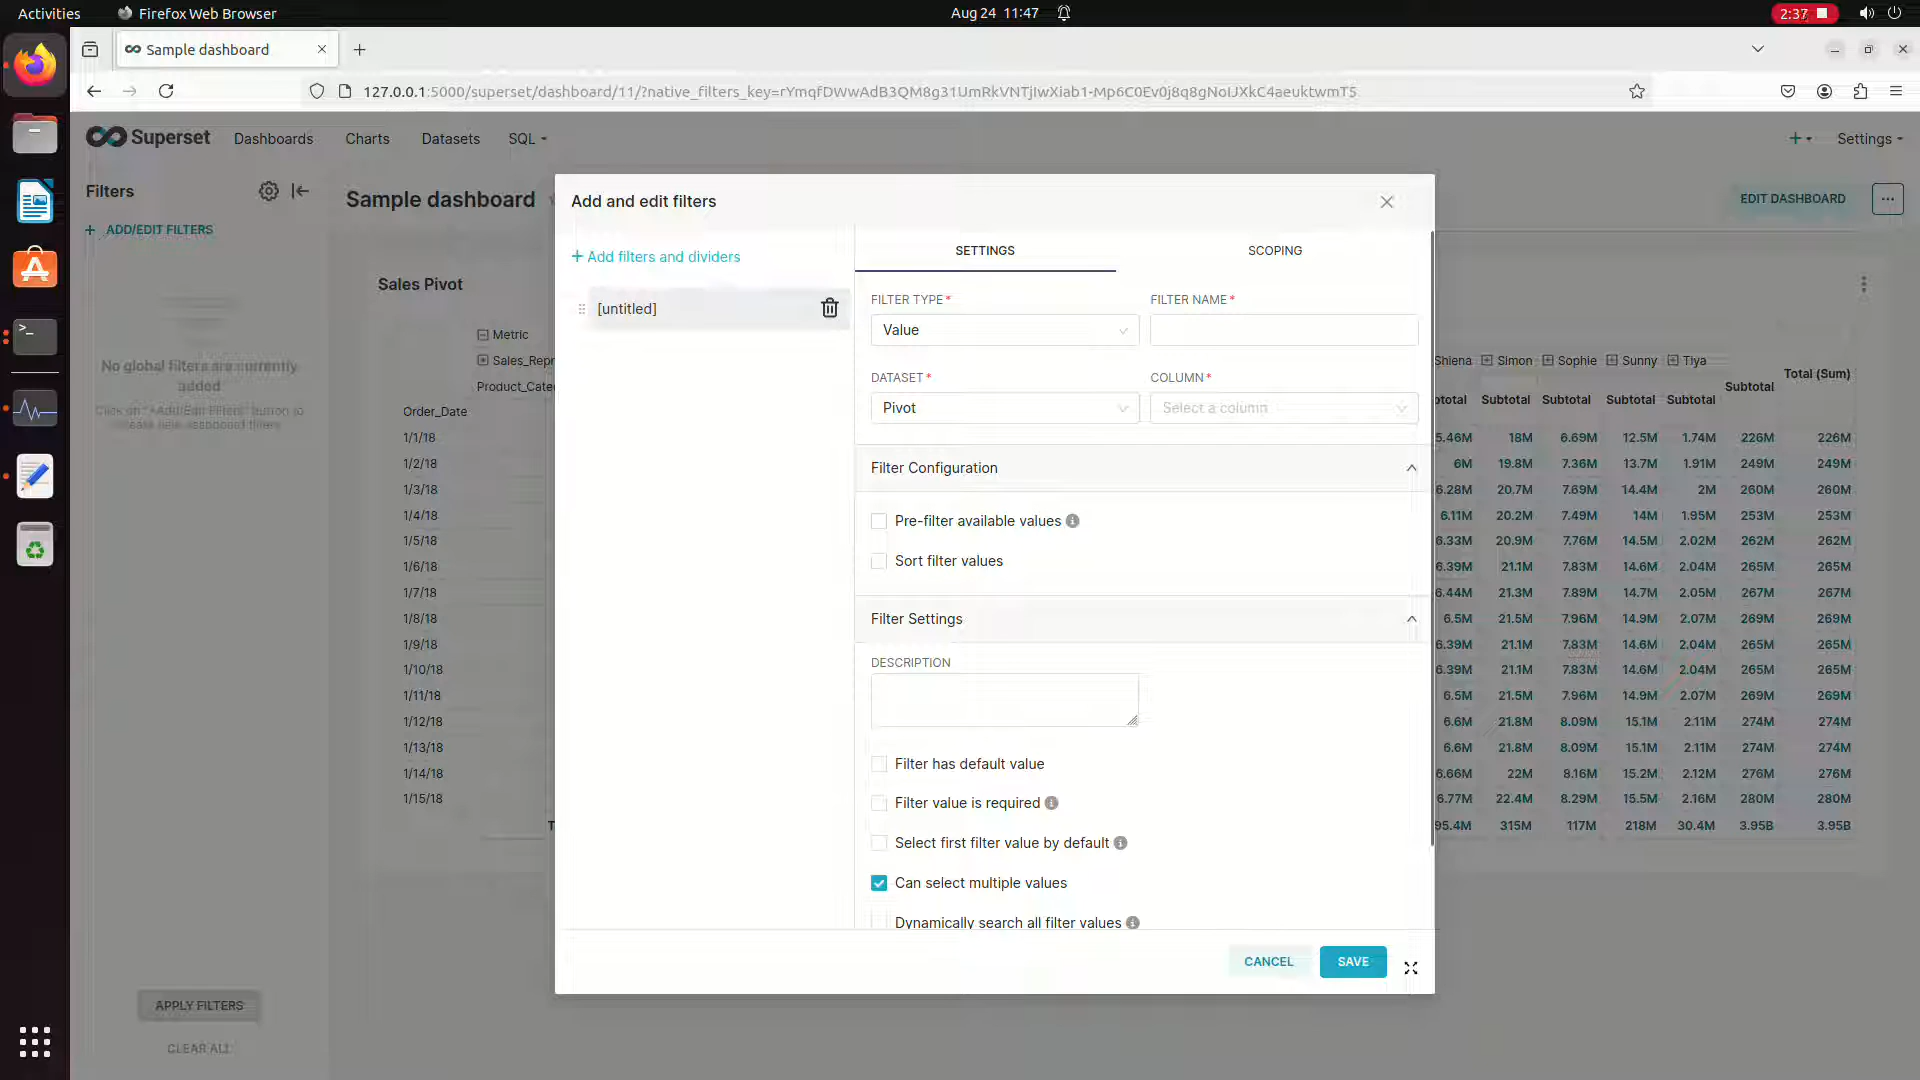 Activities
Firefox Web Browser
Aug 24 11:47
2:37
Sample dashboard
127.0.0.1:5000/superset/dashboard/11/?native_filters_key=rYmqfDWwAdB3QM8g31UmRkVNTjIwXiab1-Mp6C0Ev0j8q8gNoIJXkC4aeuktwmT5
Superset
Dashboards
Charts
Datasets
SQL
Settings
Filters
Sample dashboard
EDIT DASHBOARD
+ ADD/EDIT FILTERS
No global filters are currently
added
Click on "+Add/Edit Filters" button to
create new dashboard filters
APPLY FILTERS
CLEAR ALL
Sales Pivot
Metric
Sales_Repr
Product_Cate
Order_Date
1/1/18
1/2/18
1/3/18
1/4/18
1/5/18
1/6/18
1/7/18
1/8/18
1/9/18
1/10/18
1/11/18
1/12/18
1/13/18
1/14/18
1/15/18
T
Add and edit filters
+ Add filters and dividers
[untitled]
SETTINGS
SCOPING
FILTER TYPE*
FILTER NAME*
Value
DATASET*
COLUMN*
Pivot
Select a column
Filter Configuration
Pre-filter available values
Sort filter values
Filter Settings
DESCRIPTION
Filter has default value
Filter value is required
Select first filter value by default
Can select multiple values
Dynamically search all filter values
CANCEL
SAVE
Shiena Simon Sophie Sunny Tiya
Subtotal Total (Sum)
btotal Subtotal Subtotal Subtotal Subtotal
5.46M 18M 6.69M 12.5M 1.74M 226M 226M
6M 19.8M 7.36M 13.7M 1.91M 249M 249M
6.28M 20.7M 7.69M 14.4M 2M 260M 260M
6.11M 20.2M 7.49M 14M 1.95M 253M 253M
6.33M 20.9M 7.76M 14.5M 2.02M 262M 262M
6.39M 21.1M 7.83M 14.6M 2.04M 265M 265M
6.44M 21.3M 7.89M 14.7M 2.05M 267M 267M
6.5M 21.5M 7.96M 14.9M 2.07M 269M 269M
6.39M 21.1M 7.83M 14.6M 2.04M 265M 265M
6.39M 21.1M 7.83M 14.6M 2.04M 265M 265M
6.5M 21.5M 7.96M 14.9M 2.07M 269M 269M
6.6M 21.8M 8.09M 15.1M 2.11M 274M 274M
6.6M 21.8M 8.09M 15.1M 2.11M 274M 274M
6.66M 22M 8.16M 15.2M 2.12M 276M 276M
6.77M 22.4M 8.29M 15.5M 2.16M 280M 280M
95.4M 315M 117M 218M 30.4M 3.95B 3.95B